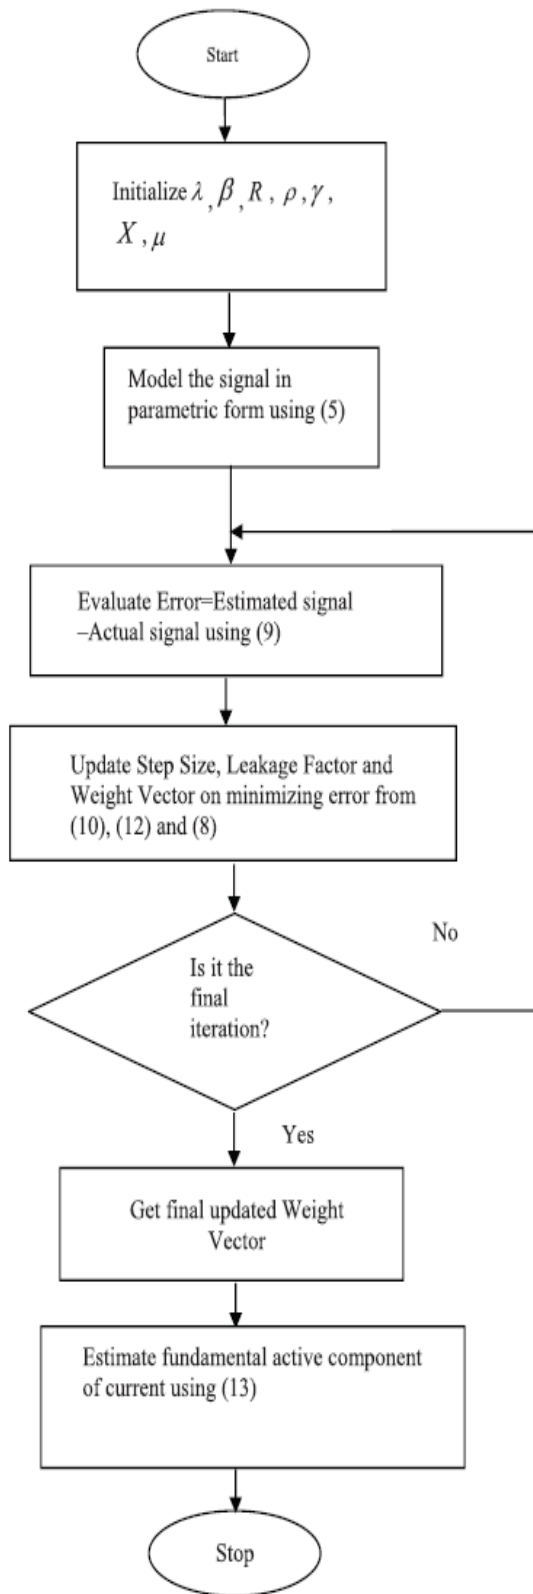 Start
Initialize λ , β , R , ρ , γ ,
X , μ
Model the signal in
parametric form using (5)
Evaluate Error=Estimated signal
–Actual signal using (9)
Update Step Size, Leakage Factor and
Weight Vector on minimizing error from
(10), (12) and (8)
No
Is it the
final
iteration?
Yes
Get final updated Weight
Vector
Estimate fundamental active component
of current using (13)
Stop